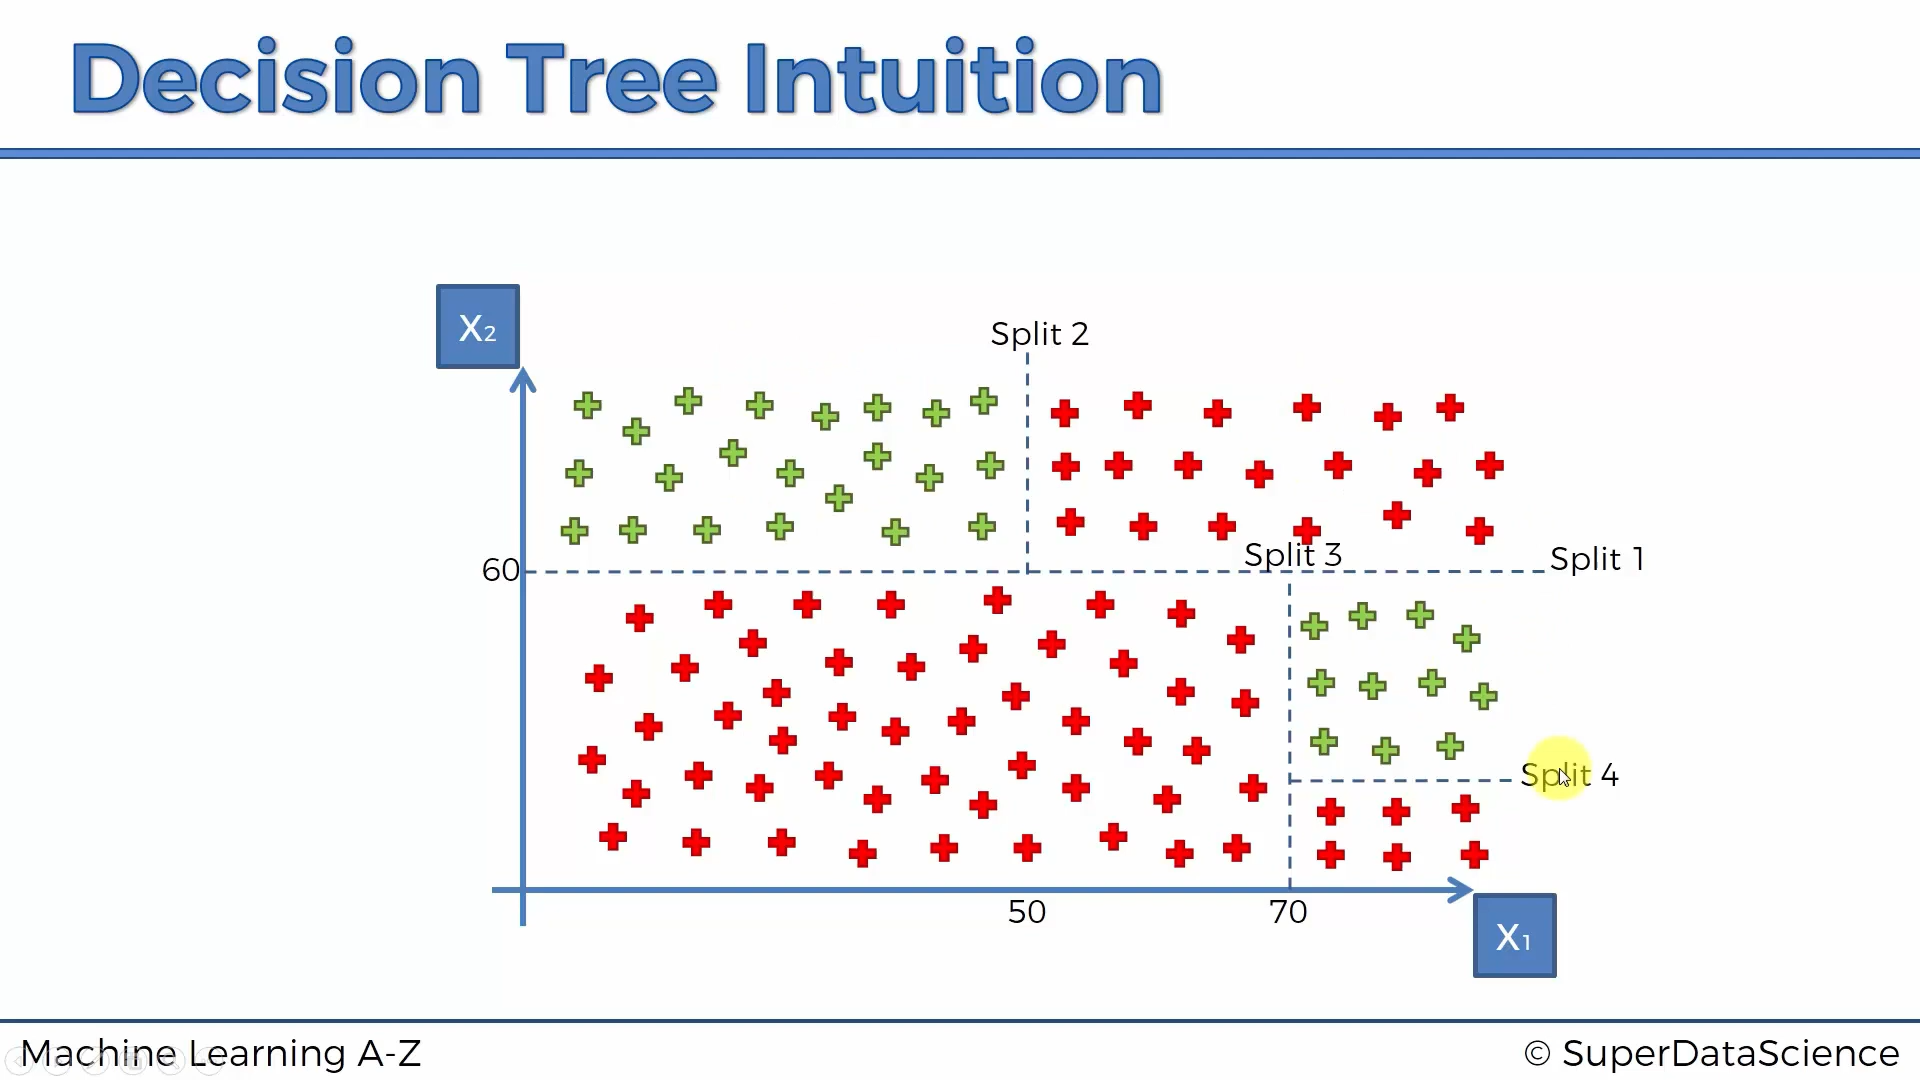 Decision Tree Intuition
X2
Split 2
Split 3
Split 1
60
Split 4
50
70
X1
Machine Learning A-Z
© SuperDataScience